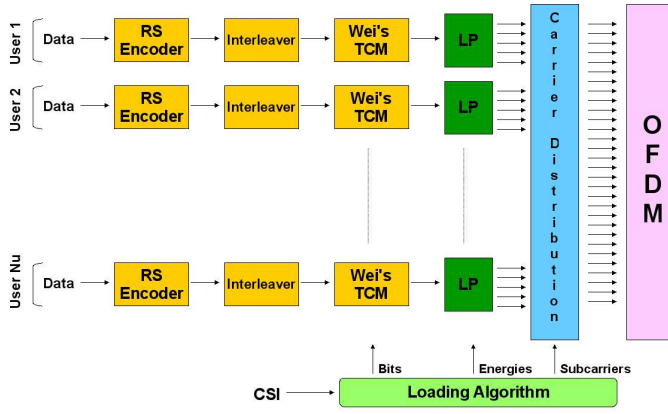 User 1
Data
RS
Encoder
Interleaver
Wei's
TCM
LP
User 2
Data
RS
Encoder
Interleaver
Wei's
TCM
LP
User Nu
Data
RS
Encoder
Interleaver
Wei's
TCM
LP
Carrier Distribution
OFDM
Bits
Energies
Subcarriers
CSI
Loading Algorithm